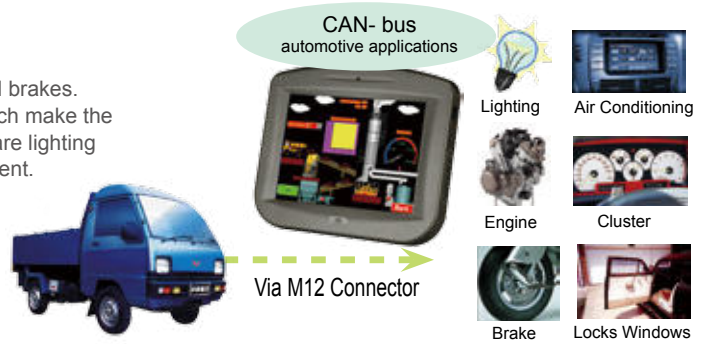 CAN- bus
automotive applications
l brakes.
ch make the
are lighting
ent.
Lighting
Air Conditioning
Engine
Cluster
Via M12 Connector
Brake
Locks Windows